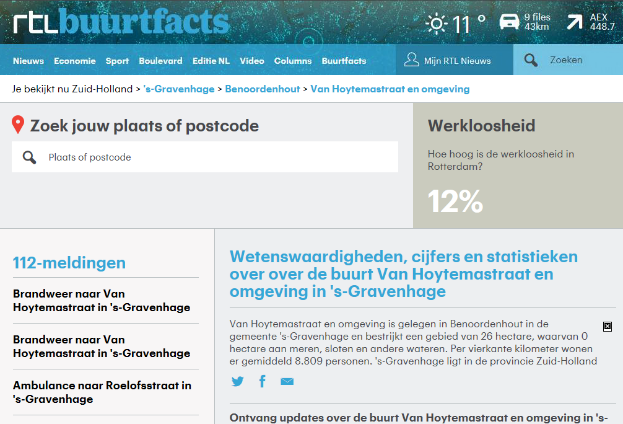 rtl buurtfacts
11 °
9 files
43km
AEX
448.7
Nieuws Economie Sport Boulevard Editie NL Video Columns Buurtfacts
Mijn RTL Nieuws
Zoeken
Je bekijkt nu Zuid-Holland > 's-Gravenhage > Benoordenhout > Van Hoytemastraat en omgeving
Zoek jouw plaats of postcode
Plaats of postcode
Werkloosheid
Hoe hoog is de werkloosheid in
Rotterdam?
12%
112-meldingen
Brandweer naar Van
Hoytemastraat in 's-Gravenhage
Brandweer naar Van
Hoytemastraat in 's-Gravenhage
Ambulance naar Roelofsstraat in
's-Gravenhage
Wetenswaardigheden, cijfers en statistieken
over over de buurt Van Hoytemastraat en
omgeving in 's-Gravenhage
Van Hoytemastraat en omgeving is gelegen in Benoordenhout in de
gemeente 's-Gravenhage en bestrijkt een gebied van 26 hectare, waarvan 0
hectare aan meren, sloten en andere wateren. Per vierkante kilometer wonen
er gemiddeld 8.809 personen. 's-Gravenhage ligt in de provincie Zuid-Holland
Ontvang updates over de buurt Van Hoytemastraat en omgeving in 's-